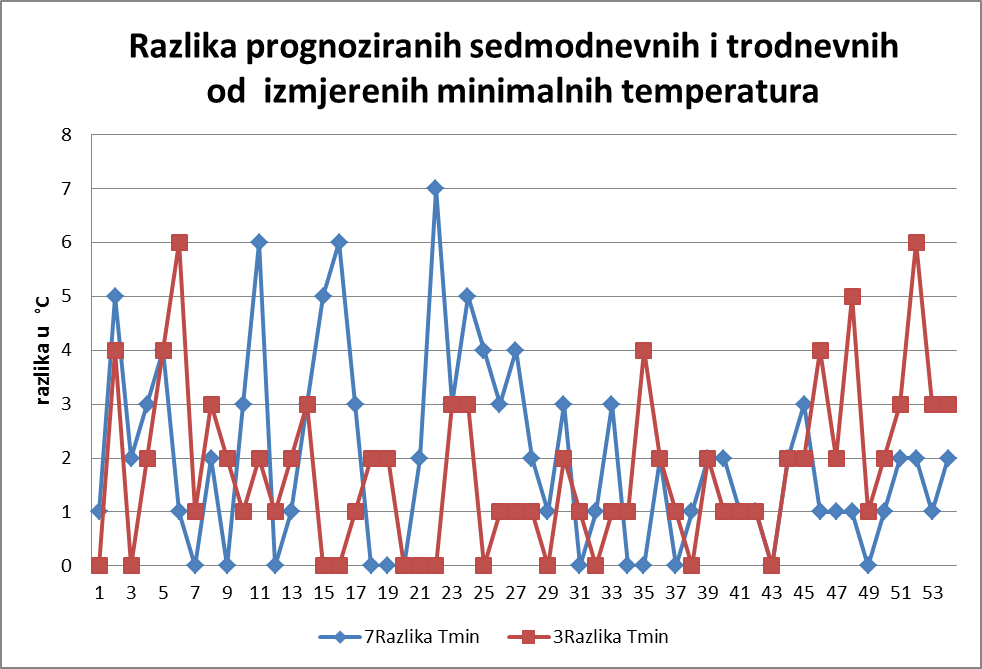 Razlika prognoziranih sedmodnevnih i trodnevnih
od  izmjerenih minimalnih temperatura
razlika u  °C
8
7
6
5
4
3
2
1
0
1 3 5 7 9 11 13 15 17 19 21 23 25 27 29 31 33 35 37 39 41 43 45 47 49 51 53
7Razlika Tmin 3Razlika Tmin